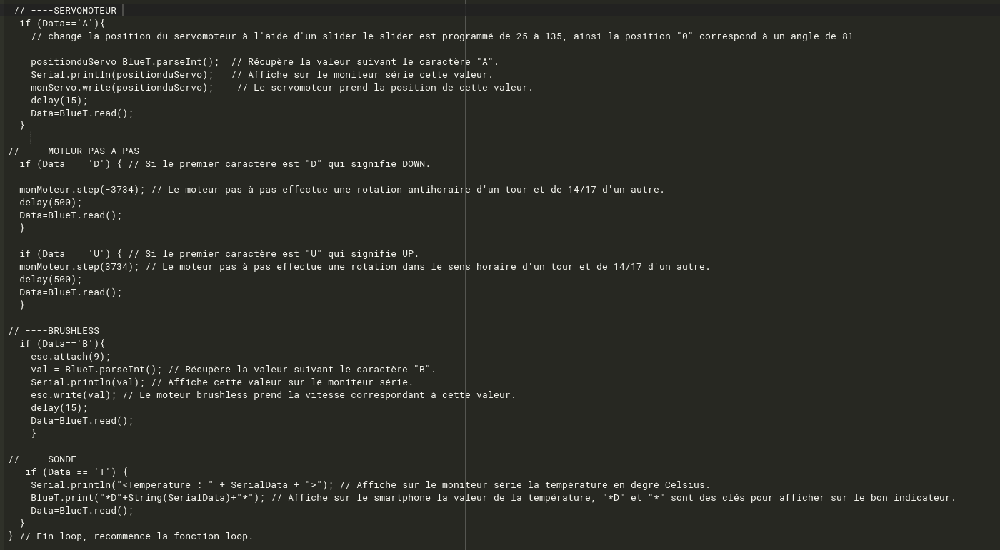 // ----SERVOMOTEUR
if (Data=='A'){
// change la position du servomoteur à l'aide d'un slider le slider est programmé de 25 à 135, ainsi la position "0" correspond à un angle de 81
positionduServo=BlueT.parseInt();  // Récupère la valeur suivant le caractère "A".
Serial.println(positionduServo);   // Affiche sur le moniteur série cette valeur.
monServo.write(positionduServo);    // Le servomoteur prend la position de cette valeur.
delay(15);
Data=BlueT.read();
}
// ----MOTEUR PAS A PAS
if (Data == 'D') { // Si le premier caractère est "D" qui signifie DOWN.
monMoteur.step(-3734); // Le moteur pas à pas effectue une rotation antihoraire d'un tour et de 14/17 d'un autre.
delay(500);
Data=BlueT.read();
}
if (Data == 'U') { // Si le premier caractère est "U" qui signifie UP.
monMoteur.step(3734); // Le moteur pas à pas effectue une rotation dans le sens horaire d'un tour et de 14/17 d'un autre.
delay(500);
Data=BlueT.read();
}
// ----BRUSHLESS
if (Data=='B'){
esc.attach(9);
val = BlueT.parseInt(); // Récupère la valeur suivant le caractère "B".
Serial.println(val); // Affiche cette valeur sur le moniteur série.
esc.write(val); // Le moteur brushless prend la vitesse correspondant à cette valeur.
delay(15);
Data=BlueT.read();
}
// ----SONDE
if (Data == 'T') {
Serial.println("<Temperature : " + SerialData + ">"); // Affiche sur le moniteur série la température en degré Celsius.
BlueT.print("*D"+String(SerialData)+"*"); // Affiche sur le smartphone la valeur de la température, "*D" et "*" sont des clés pour afficher sur le bon indicateur.
Data=BlueT.read();
}
} // Fin loop, recommence la fonction loop.